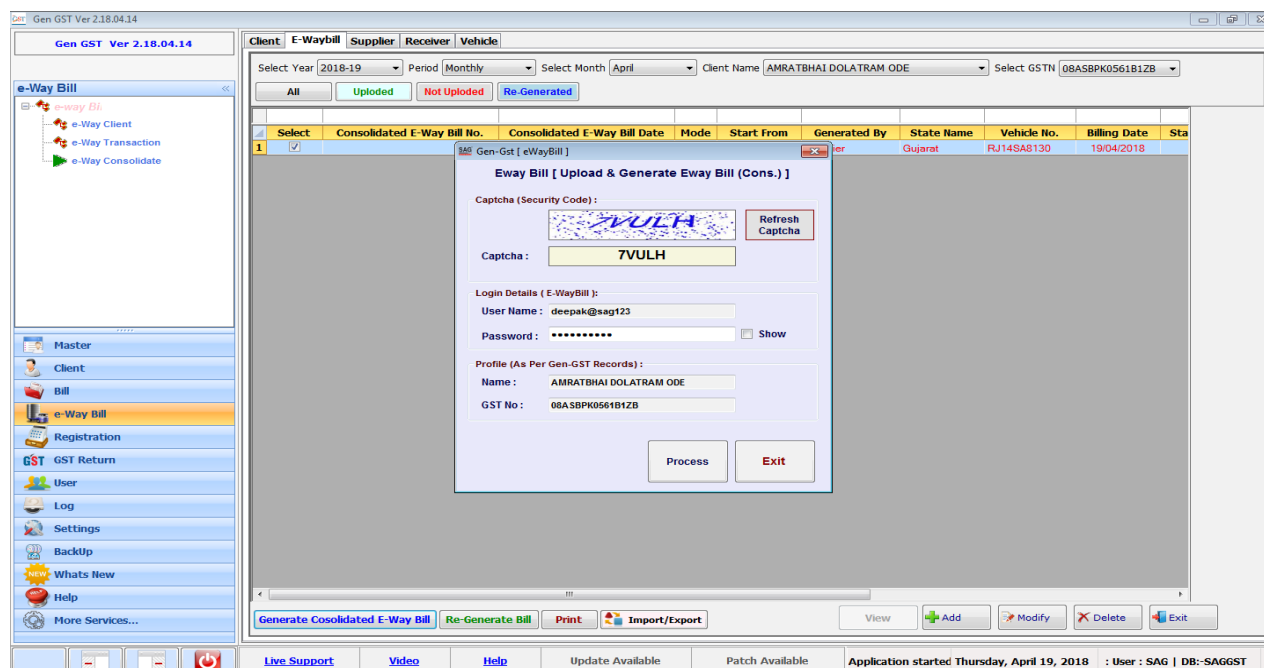 Gen GST Ver 2.18.04.14
Gen GST Ver 2.18.04.14
e-Way Bill
e-way Bi
e-Way Client
e-Way Transaction
e-Way Consolidate
Master
Client
Bill
e-Way Bill
Registration
GST GST Return
User
Log
Settings
BackUp
NEW Whats New
Help
More Services...
Client E-Waybill Supplier Receiver Vehicle
Select Year 2018-19 Period Monthly Select Month April Client Name AMRATBHAI DOLATRAM ODE Select GSTN 08ASBPK0561B1ZB
All Uploded Not Uploded Re-Generated
Select Consolidated E-Way Bill No. Consolidated E-Way Bill Date Mode Start From Generated By State Name Vehicle No. Billing Date Sta
1 ier Gujarat RJ14SA8130 19/04/2018
SAG Gen-Gst [ eWayBill ]
Eway Bill [ Upload & Generate Eway Bill (Cons.) ]
Captcha (Security Code) :
7VULH
Refresh Captcha
Captcha : 7VULH
Login Details ( E-WayBill ):
User Name : deepak@sag123
Password : •••••••••• Show
Profile (As Per Gen-GST Records) :
Name : AMRATBHAI DOLATRAM ODE
GST No : 08ASBPK0561B1ZB
Process Exit
Generate Cosolidated E-Way Bill Re-Generate Bill Print Import/Export View Add Modify Delete Exit
Live Support Video Help Update Available Patch Available Application started Thursday, April 19, 2018 : User : SAG | DB:-SAGGST